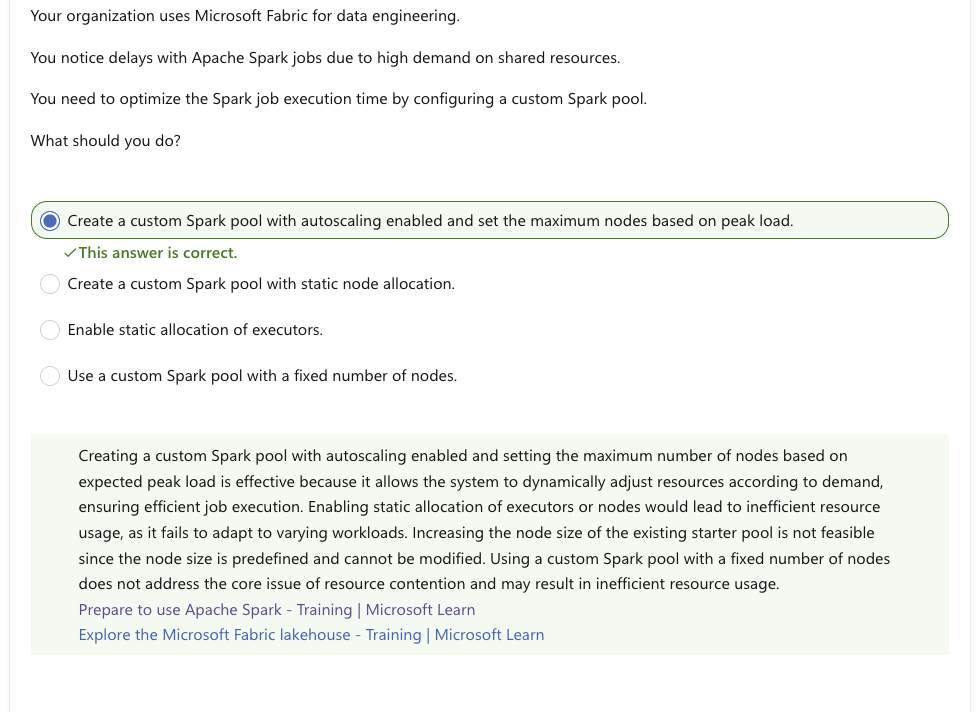 Your organization uses Microsoft Fabric for data engineering.
You notice delays with Apache Spark jobs due to high demand on shared resources.
You need to optimize the Spark job execution time by configuring a custom Spark pool.
What should you do?
Create a custom Spark pool with autoscaling enabled and set the maximum nodes based on peak load.
This answer is correct.
Create a custom Spark pool with static node allocation.
Enable static allocation of executors.
Use a custom Spark pool with a fixed number of nodes.
Creating a custom Spark pool with autoscaling enabled and setting the maximum number of nodes based on
expected peak load is effective because it allows the system to dynamically adjust resources according to demand,
ensuring efficient job execution. Enabling static allocation of executors or nodes would lead to inefficient resource
usage, as it fails to adapt to varying workloads. Increasing the node size of the existing starter pool is not feasible
since the node size is predefined and cannot be modified. Using a custom Spark pool with a fixed number of nodes
does not address the core issue of resource contention and may result in inefficient resource usage.
Prepare to use Apache Spark - Training | Microsoft Learn
Explore the Microsoft Fabric lakehouse - Training | Microsoft Learn